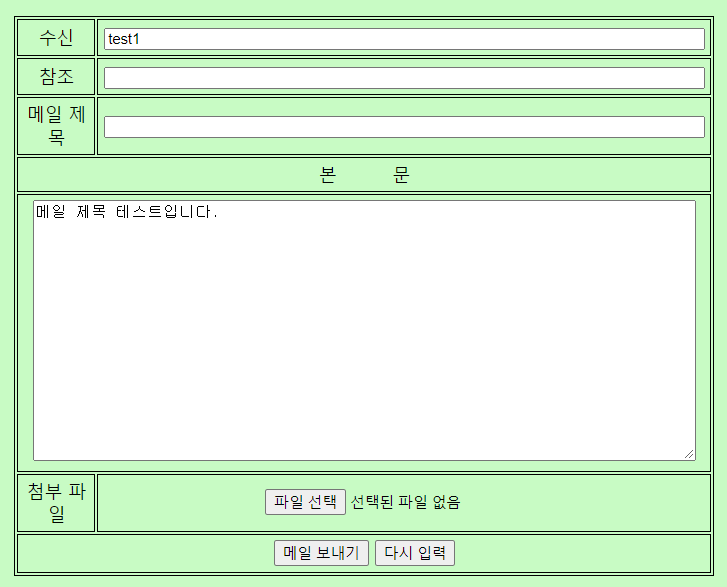 수신 test1
참조
메일 제
목
본 문
메일 제목 테스트입니다.
첨부 파
일
파일 선택 선택된 파일 없음
메일 보내기 다시 입력